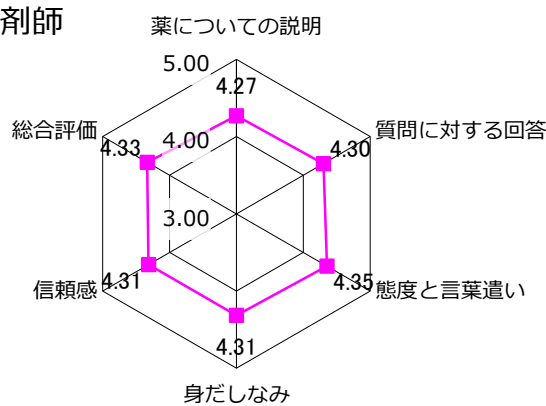 剤師
薬についての説明
5.00
4.27
総合評価
4.33
4.00
4.30
質問に対する回答
3.00
信頼感
4.31
4.35
態度と言葉遣い
4.31
身だしなみ